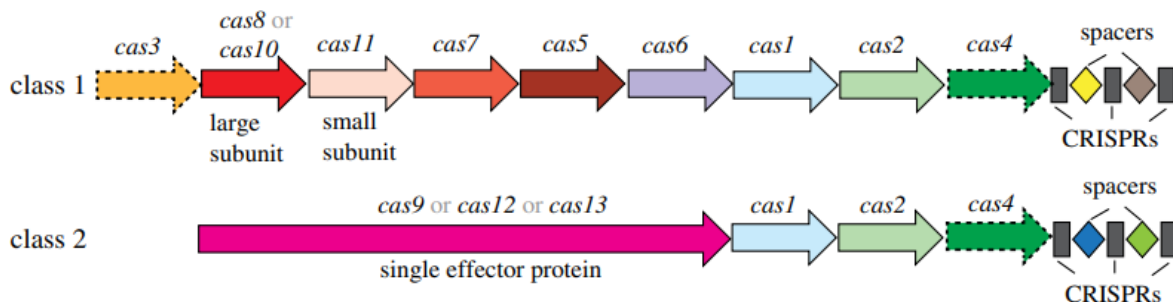 cas8 or
cas3 cas10 cas11 cas7 cas5 cas6 cas1 cas2 cas4 spacers
class 1
large small
subunit subunit
CRISPRs
cas9 or cas12 or cas13 cas1 cas2 cas4 spacers
class 2
single effector protein
CRISPRs